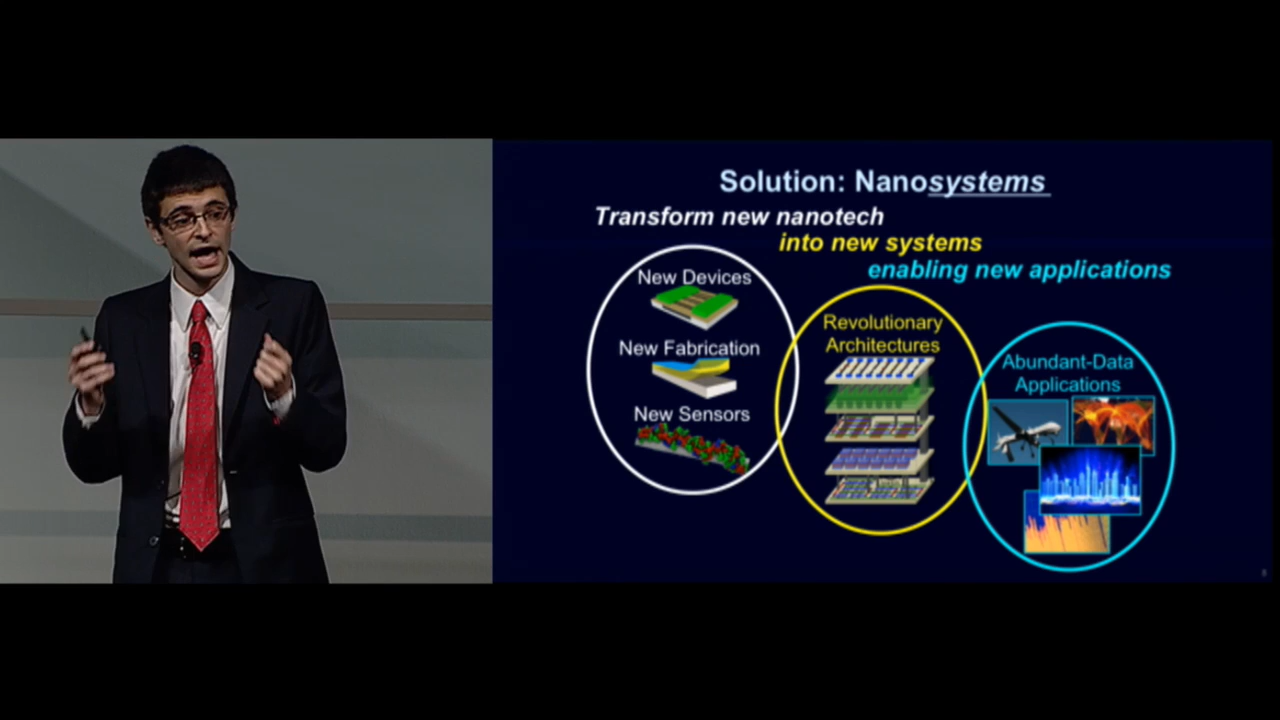 Solution: Nanosystems
Transform new nanotech
into new systems
enabling new applications
New Devices
New Fabrication
New Sensors
Revolutionary
Architectures
Abundant-Data
Applications